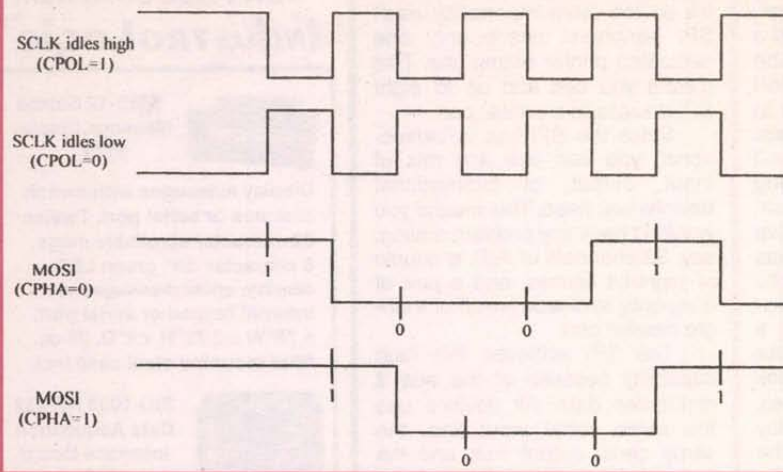 SCLK idles high
(CPOL=1)
SCLK idles low
(CPOL=0)
MOSI
(CPHA=0)
0 0 1
MOSI
(CPHA=1)
1 0 0 1